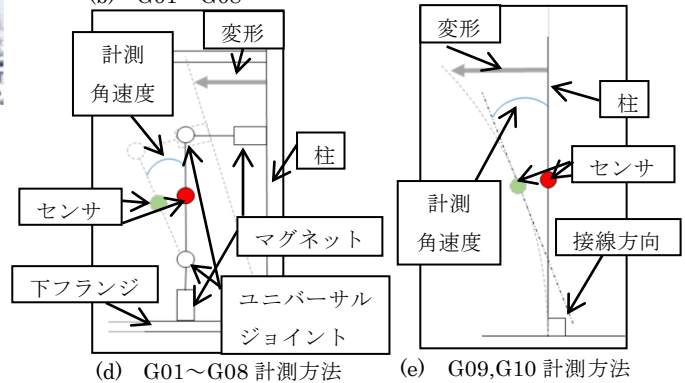 (b) G01～G08
変形
計測
角速度
柱
センサ
マグネット
下フランジ
ユニバーサル
ジョイント
(d) G01～G08 計測方法
変形
柱
センサ
計測
角速度
接線方向
(e) G09,G10 計測方法